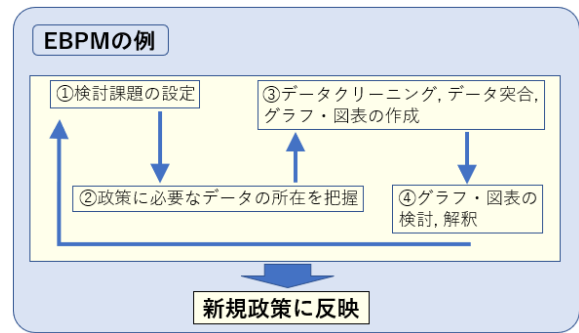 EBPMの例
①検討課題の設定
③データクリーニング, データ突合,
グラフ・図表の作成
②政策に必要なデータの所在を把握
④グラフ・図表の
検討, 解釈
新規政策に反映